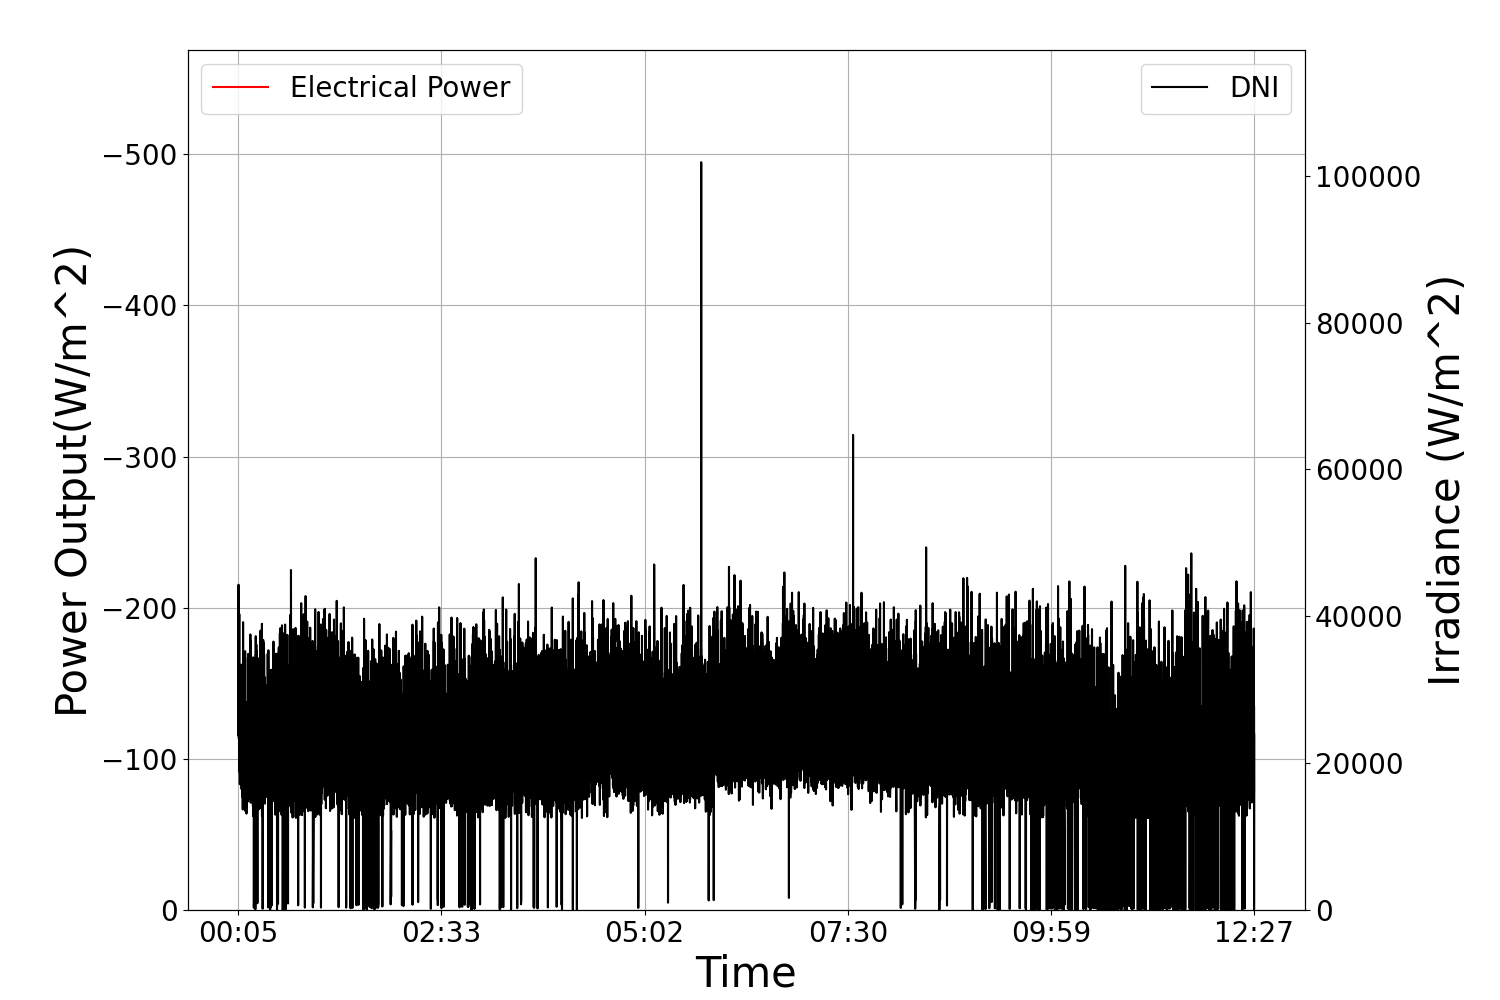 Electrical Power
DNI
−500
−400
−300
−200
−100
0
100000
80000
60000
40000
20000
0
Power Output(W/m^2)
Irradiance (W/m^2)
00:05 02:33 05:02 07:30 09:59 12:27
Time